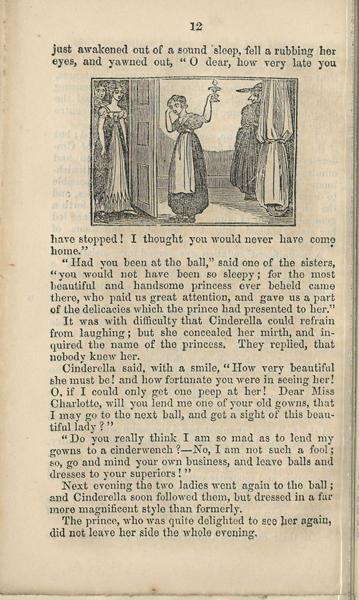 12
just awakened out of a sound sleep, fell a rubbing her
eyes, and yawned out, "O dear, how very late you
have stopped! I thought you would never have come
home."
"Had you been at the ball," said one of the sisters,
"you would not have been so sleepy; for the most
beautiful and handsome princess ever beheld came
there, who paid us great attention, and gave us a part
of the delicacies which the prince had presented to her."
It was with difficulty that Cinderella could refrain
from laughing; but she concealed her mirth, and in-
quired the name of the princess. They replied, that
nobody knew her.
Cinderella said, with a smile, "How very beautiful
she must be! and how fortunate you were in seeing her!
O, if I could only get one peep at her! Dear Miss
Charlotte, will you lend me one of your old gowns, that
I may go to the next ball, and get a sight of this beau-
tiful lady?"
"Do you really think I am so mad as to lend my
gowns to a cinderwench?—No, I am not such a fool;
so, go and mind your own business, and leave balls and
dresses to your superiors!"
Next evening the two ladies went again to the ball;
and Cinderella soon followed them, but dressed in a far
more magnificent style than formerly.
The prince, who was quite delighted to see her again,
did not leave her side the whole evening.